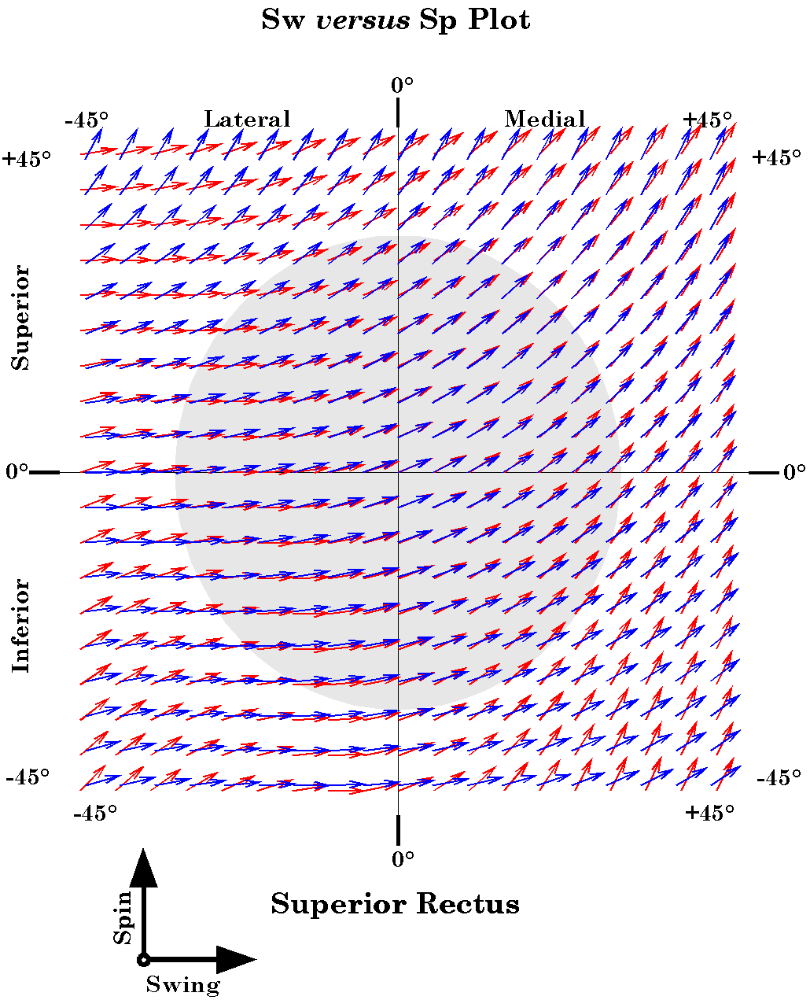 Sw versus Sp Plot
0°
-45° Lateral Medial +45°
+45° +45°
Superior
0° 0°
Inferior
-45° -45°
-45° +45°
0°
Spin
Superior Rectus
Swing